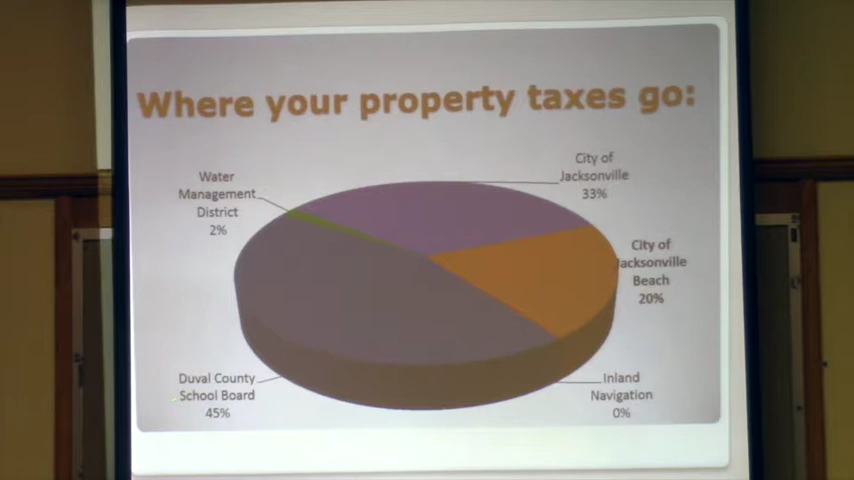 Where your property taxes go:
Water
Management
District
2%
City of
Jacksonville
33%
City of
Jacksonville
Beach
20%
Duval County
School Board
45%
Inland
Navigation
0%